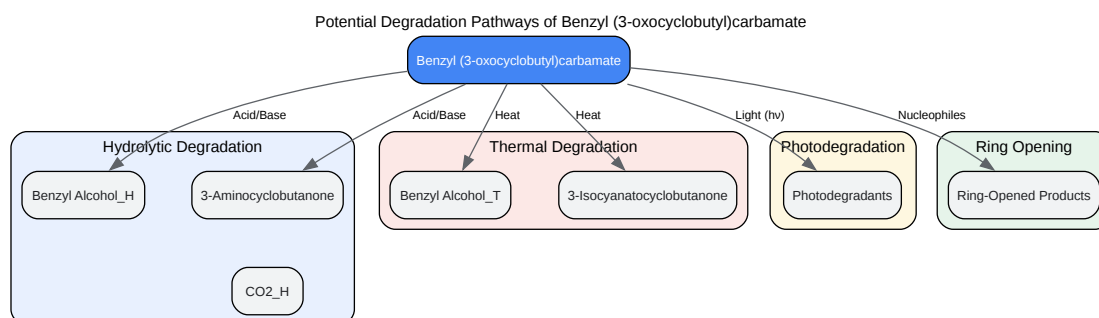 Potential Degradation Pathways of Benzyl (3-oxocyclobutyl)carbamate
Benzyl (3-oxocyclobutyl)carbamate
Acid/Base
Acid/Base
Heat
Heat
Light (hν)
Nucleophiles
Hydrolytic Degradation
Thermal Degradation
Photodegradation
Ring Opening
Benzyl Alcohol_H
3-Aminocyclobutanone
Benzyl Alcohol_T
3-Isocyanatocyclobutanone
Photodegradants
Ring-Opened Products
CO2_H